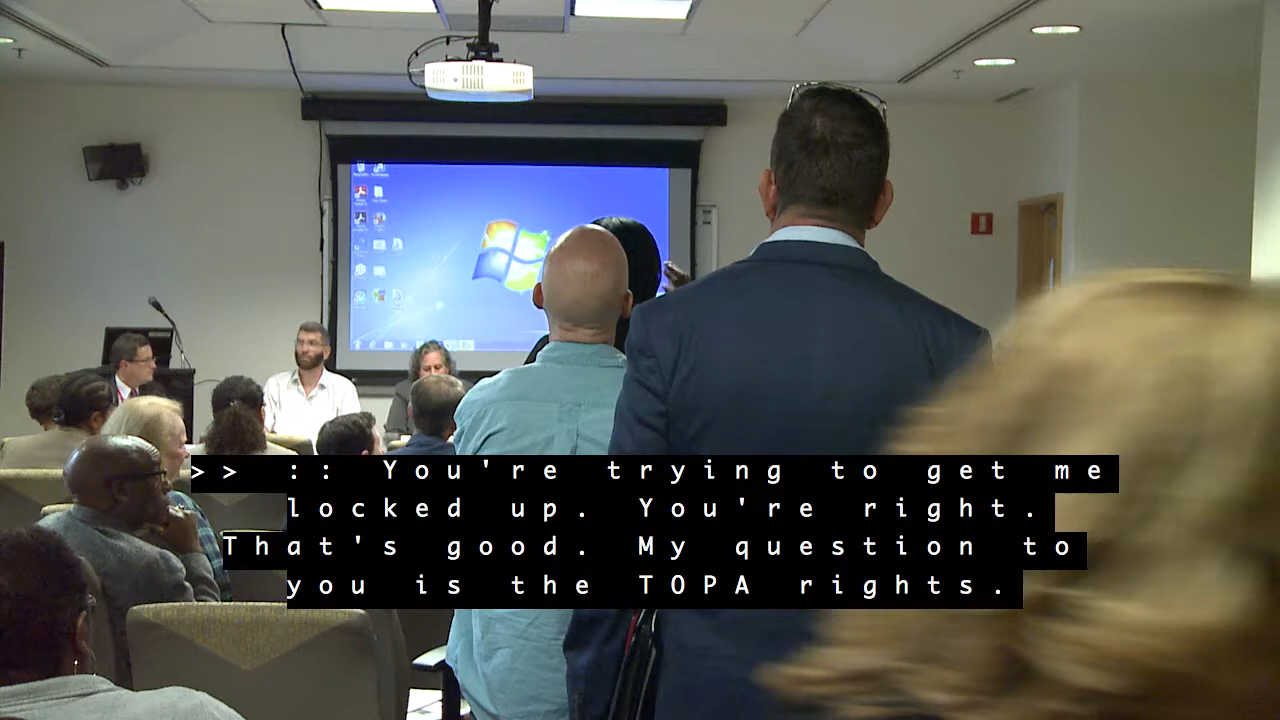 >> :: You're trying to get me
locked up. You're right.
That's good. My question to
you is the TOPA rights.